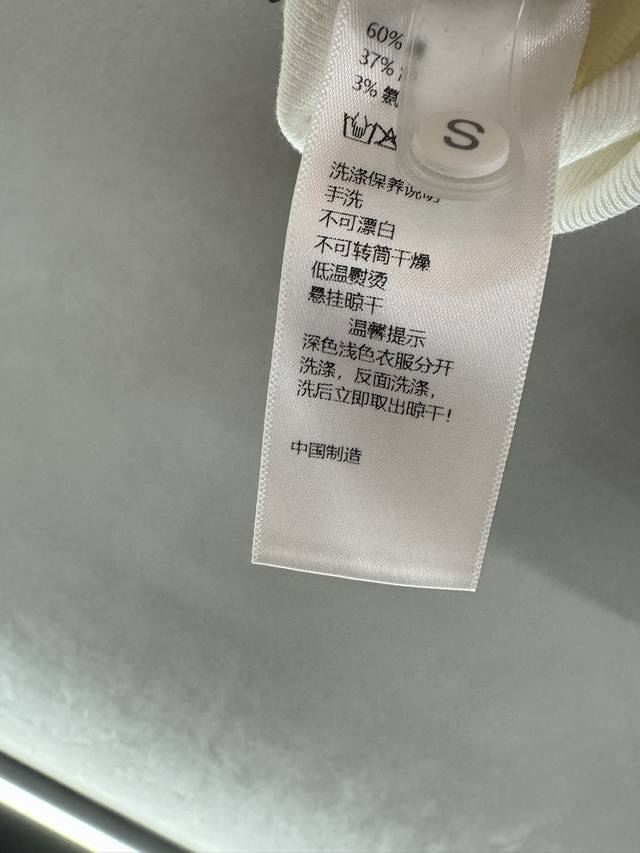 60%
37%
3% 氨
S
洗涤保养说明
手洗
不可漂白
不可转筒干燥
低温熨烫
悬挂晾干
温馨提示
深色浅色衣服分开
洗涤，反面洗涤，
洗后立即取出晾干！
中国制造